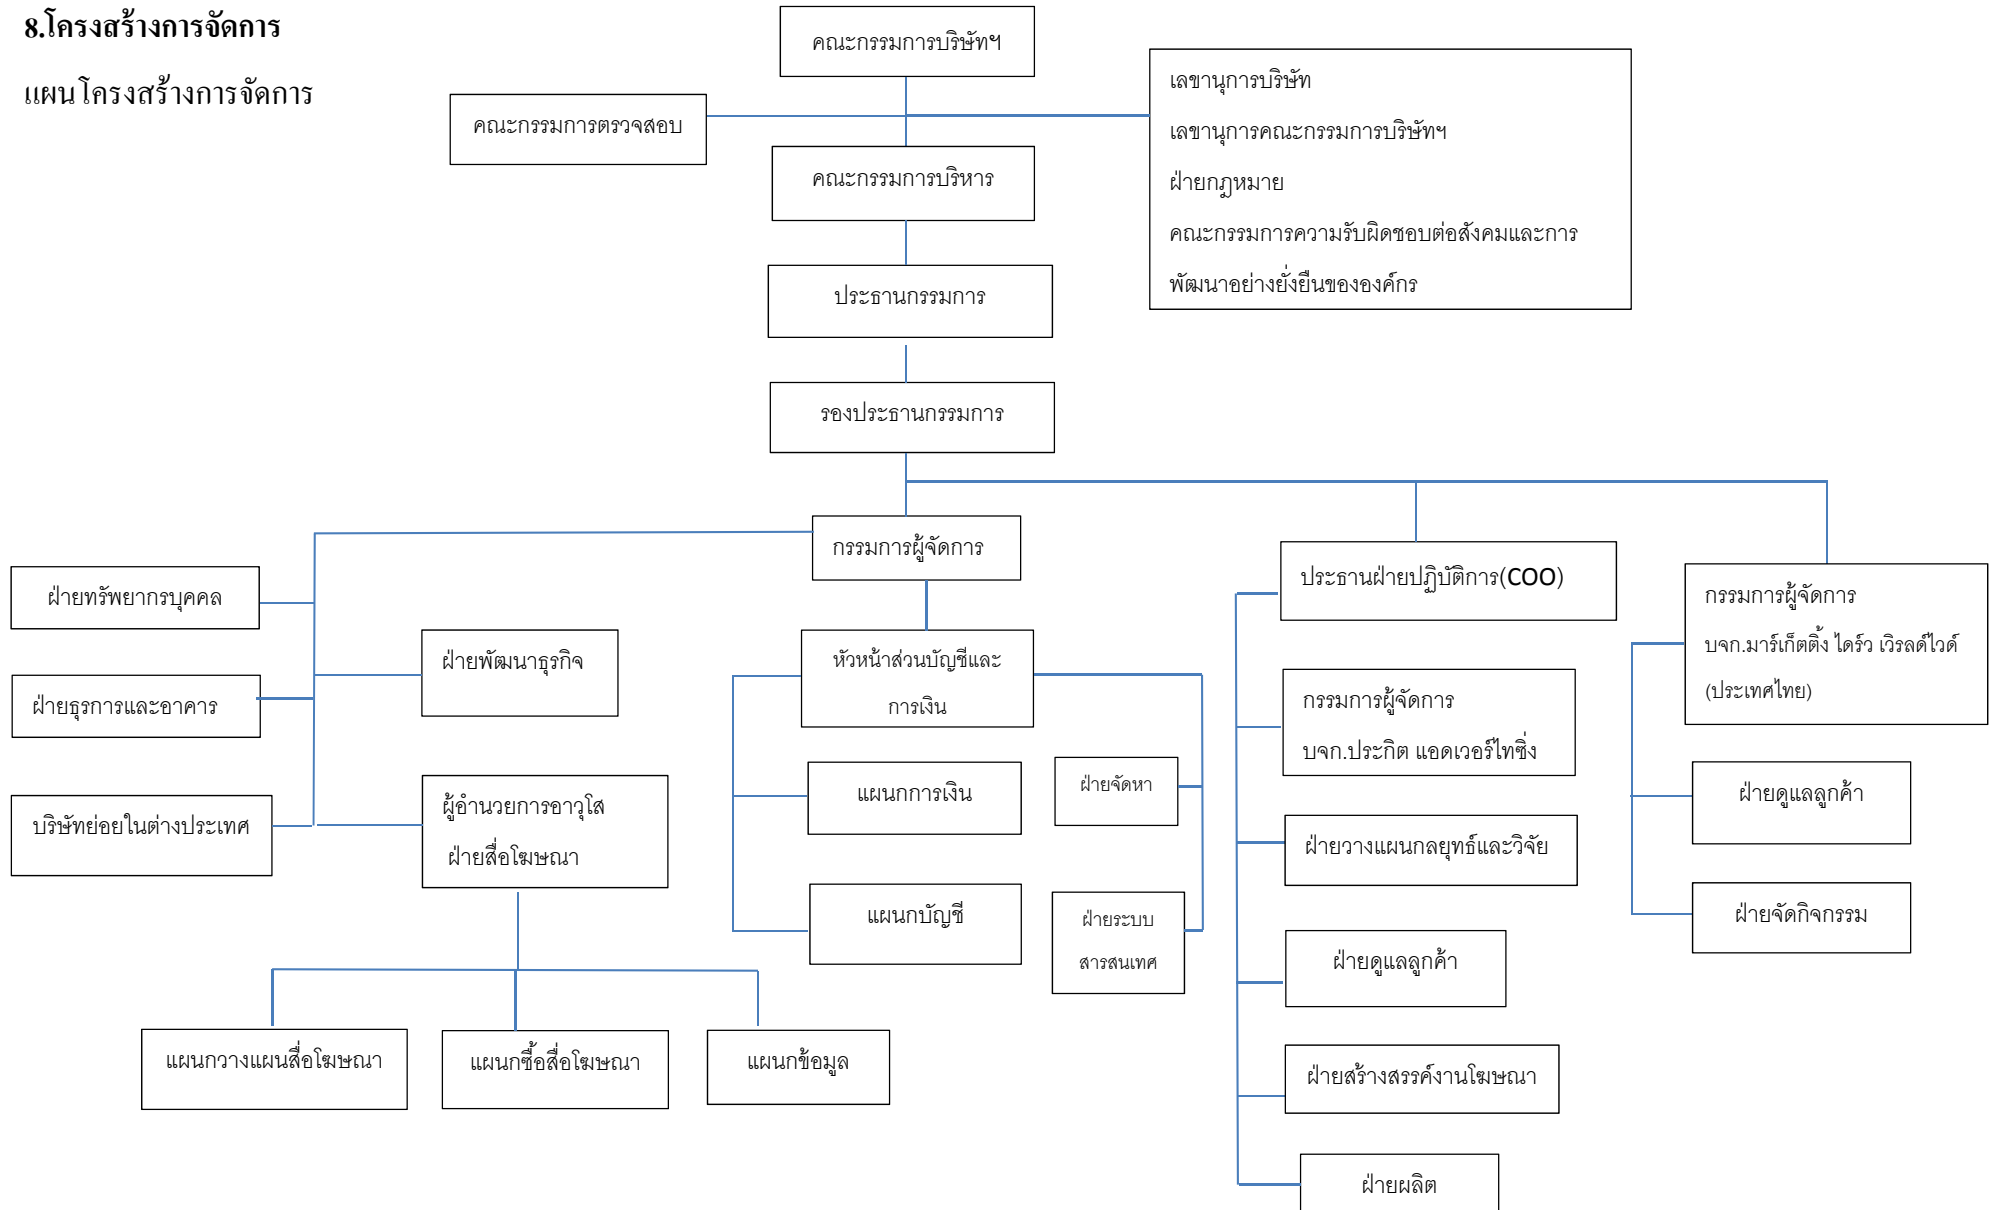 8.โครงสร้างการจัดการ
แผนโครงสร้างการจัดการ
คณะกรรมการบริษัทฯ
คณะกรรมการตรวจสอบ
เลขานุการบริษัท
เลขานุการคณะกรรมการบริษัทฯ
ฝ่ายกฎหมาย
คณะกรรมการความรับผิดชอบต่อสังคมและการ
พัฒนาอย่างยั่งยืนขององค์กร
คณะกรรมการบริหาร
ประธานกรรมการ
รองประธานกรรมการ
กรรมการผู้จัดการ
ฝ่ายทรัพยากรบุคคล
ฝ่ายธุรการและอาคาร
บริษัทย่อยในต่างประเทศ
ฝ่ายพัฒนาธุรกิจ
ผู้อำนวยการอาวุโส
ฝ่ายสื่อโฆษณา
แผนกวางแผนสื่อโฆษณา
แผนกซื้อสื่อโฆษณา
แผนกข้อมูล
หัวหน้าส่วนบัญชีและ
การเงิน
แผนกการเงิน
แผนกบัญชี
ฝ่ายจัดหา
ฝ่ายระบบ
สารสนเทศ
ประธานฝ่ายปฏิบัติการ(COO)
กรรมการผู้จัดการ
บจก.ประกิต แอดเวอร์ไทซิ่ง
ฝ่ายวางแผนกลยุทธ์และวิจัย
ฝ่ายดูแลลูกค้า
ฝ่ายสร้างสรรค์งานโฆษณา
ฝ่ายผลิต
กรรมการผู้จัดการ
บจก.มาร์เก็ตติ้ง ไดร์ว เวิรลด์ไวด์
(ประเทศไทย)
ฝ่ายดูแลลูกค้า
ฝ่ายจัดกิจกรรม